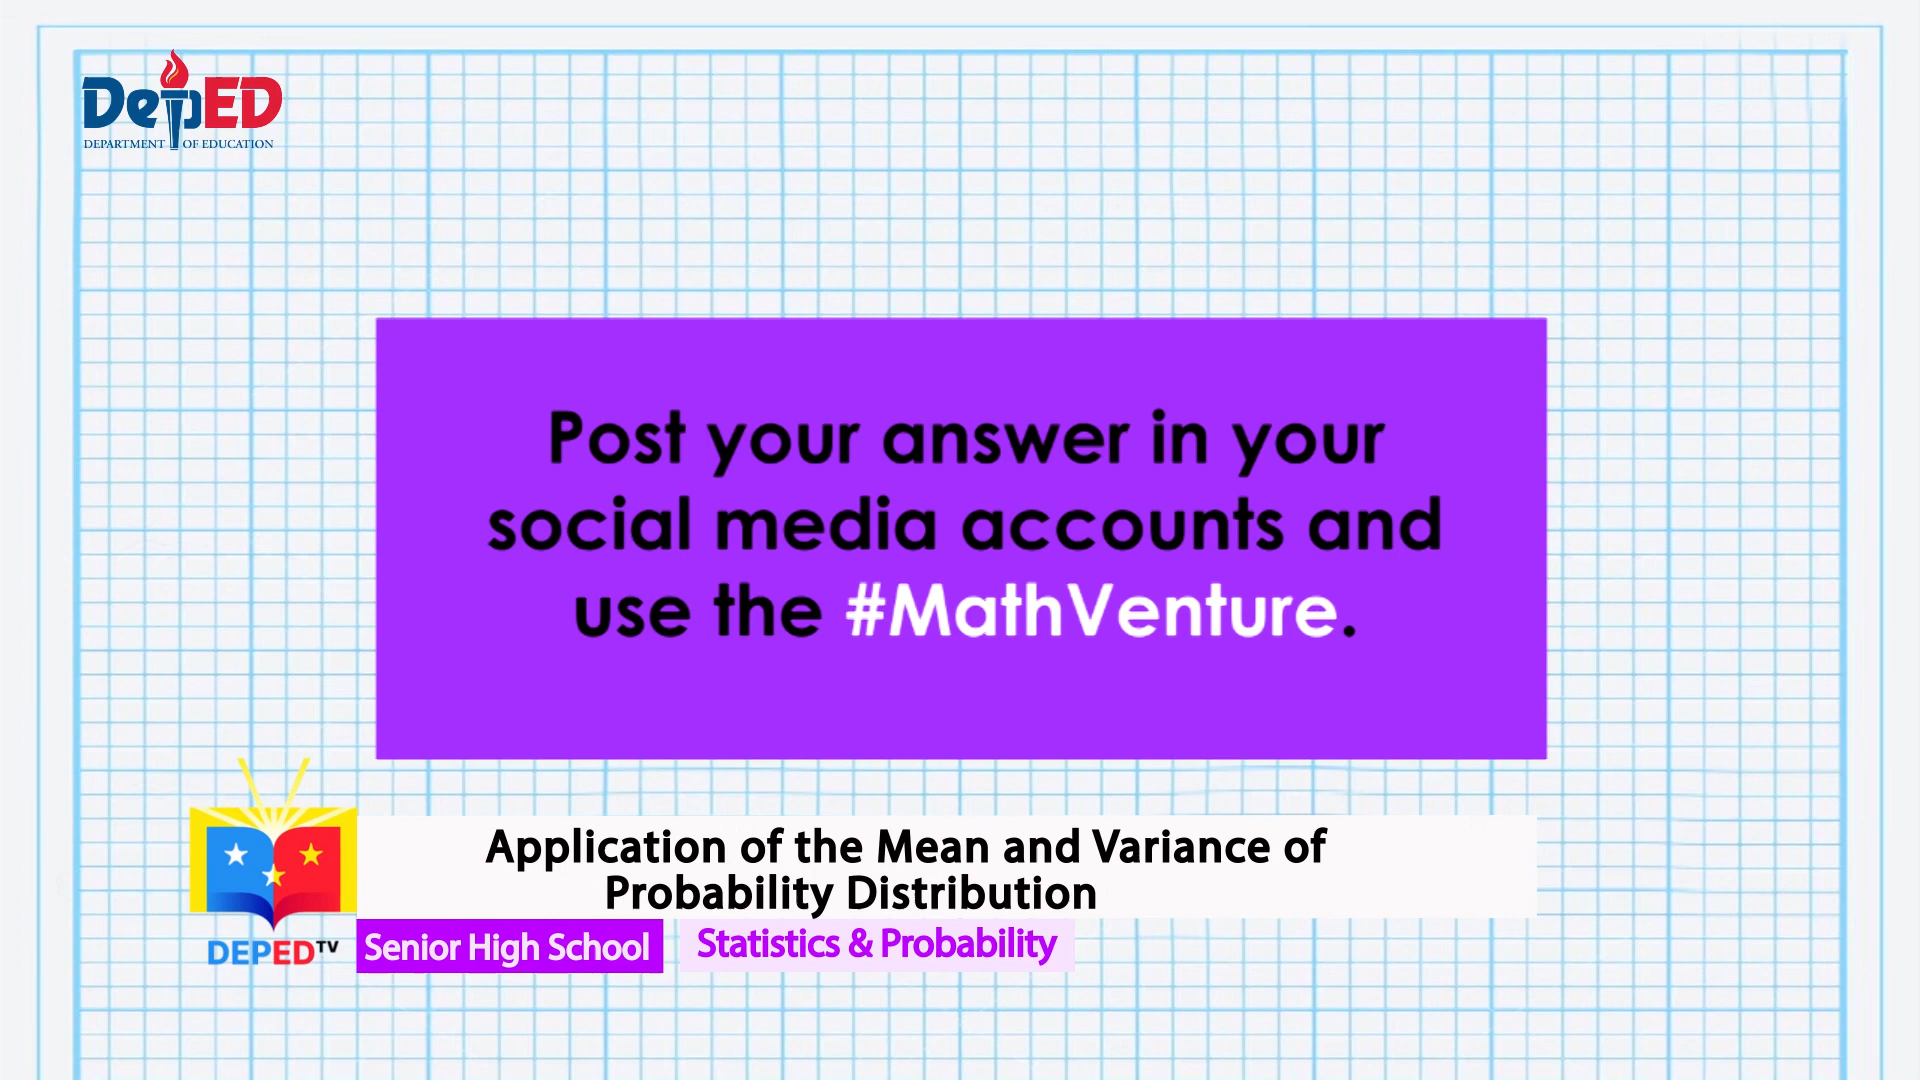 DepED
DEPARTMENT OF EDUCATION
Post your answer in your
social media accounts and
use the #MathVenture.
Application of the Mean and Variance of
Probability Distribution
DEPED TV
Senior High School
Statistics & Probability